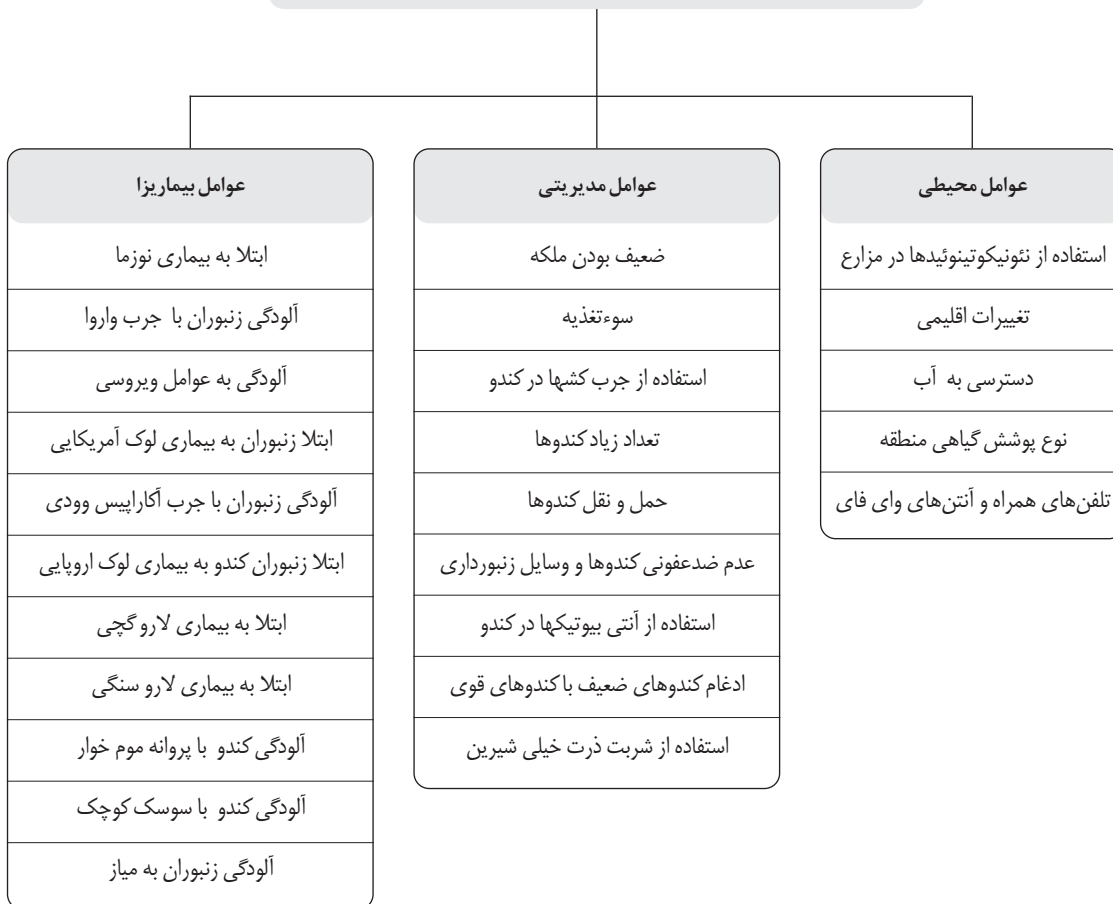 عوامل محیطی
استفاده از نئونیکوتینوئیدها در مزارع
تغییرات اقلیمی
دسترسی به آب
نوع پوشش گیاهی منطقه
تلفن‌های همراه و آنتن‌های وای فای
عوامل مدیریتی
ضعیف بودن ملکه
سوءتغذیه
استفاده از جرب کشها در کندو
تعداد زیاد کندوها
حمل و نقل کندوها
عدم ضدعفونی کندوها و وسایل زنبورداری
استفاده از آنتی بیوتیکها در کندو
ادغام کندوهای ضعیف با کندوهای قوی
استفاده از شربت ذرت خیلی شیرین
عوامل بیماریزا
ابتلا به بیماری نوزما
آلودگی زنبوران با جرب واروا
آلودگی به عوامل ویروسی
ابتلا زنبوران به بیماری لوک آمریکایی
آلودگی زنبوران با جرب آکاراپیس وودی
ابتلا زنبوران کندو به بیماری لوک اروپایی
ابتلا به بیماری لارو گچی
ابتلا به بیماری لارو سنگی
آلودگی کندو با پروانه موم خوار
آلودگی کندو با سوسک کوچک
آلودگی زنبوران به میاز